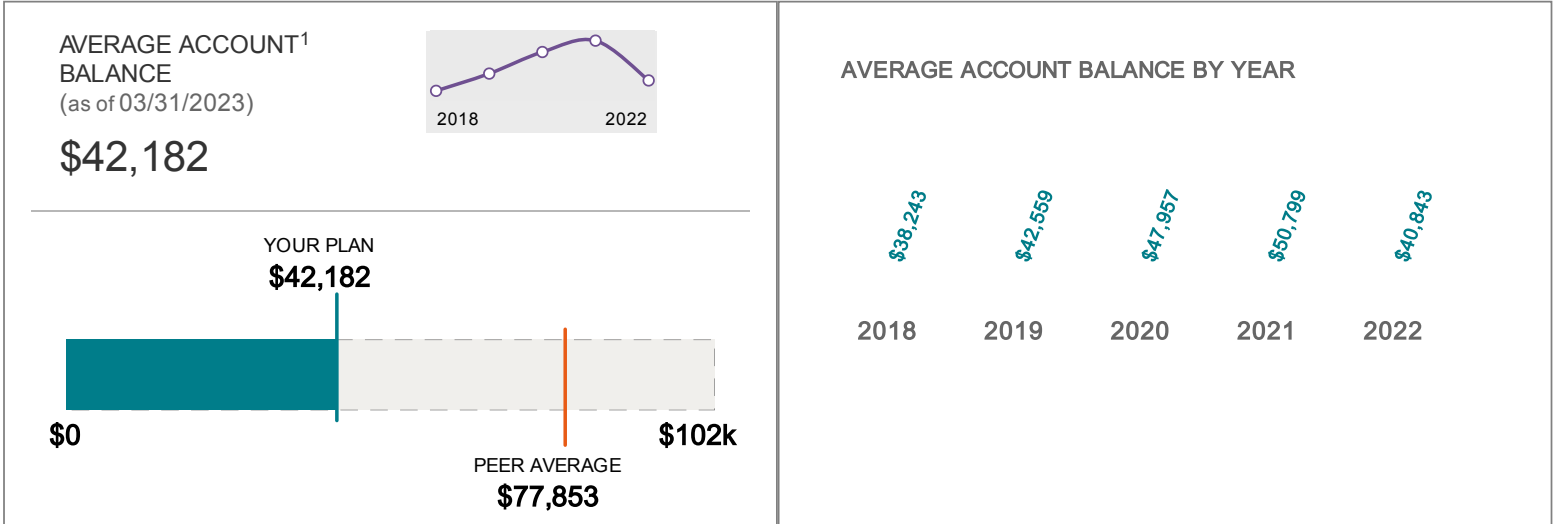 AVERAGE ACCOUNT1
BALANCE
(as of 03/31/2023)
$42,182
2018 2022
YOUR PLAN
$42,182
$0 $102k
PEER AVERAGE
$77,853
AVERAGE ACCOUNT BALANCE BY YEAR
$38,243 $42,559 $47,957 $50,799 $40,843
2018 2019 2020 2021 2022